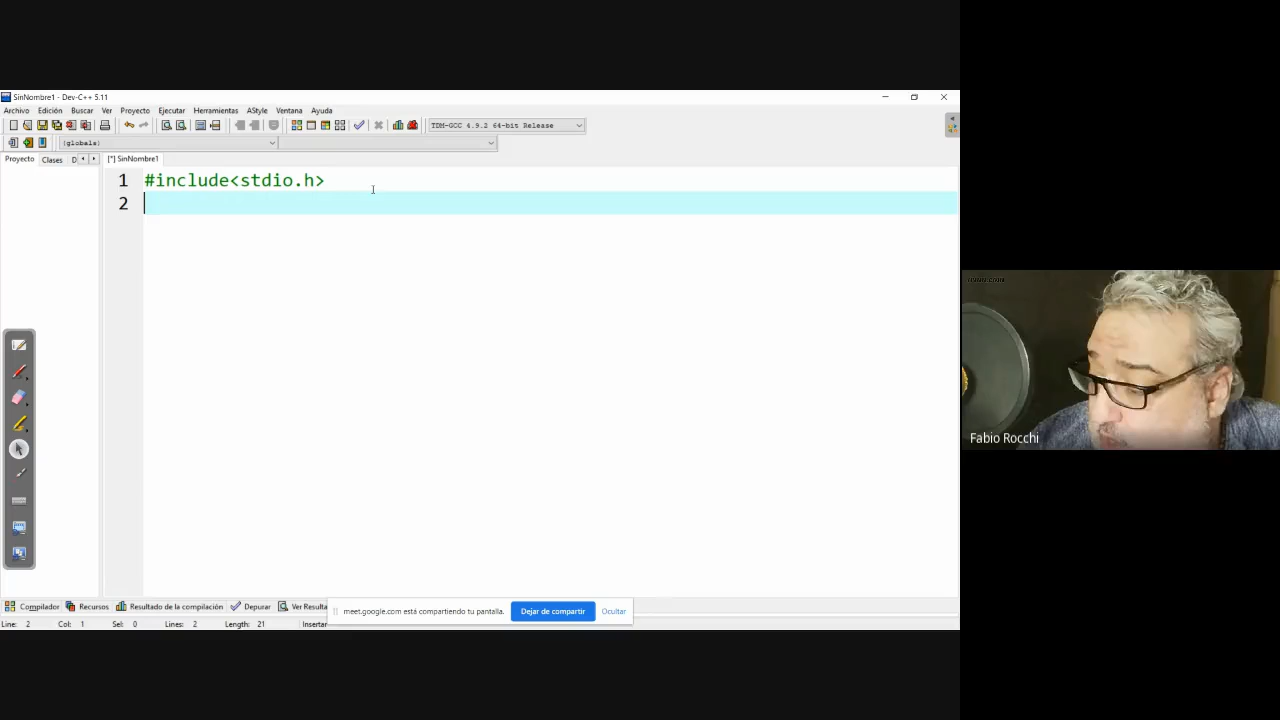 SinNombre1 - Dev-C++ 5.11
Archivo Edición Buscar Ver Proyecto Ejecutar Herramientas AStyle Ventana Ayuda
TDM-GCC 4.9.2 64-bit Release
(globals)
Proyecto Clases D [*] SinNombre1
1 #include<stdio.h>
2
Fabio Rocchi
Compilador Recursos Resultado de la compilación Depurar Ver Resulta
meet.google.com está compartiendo tu pantalla. Dejar de compartir Ocultar
Line: 2 Col: 1 Sel: 0 Lines: 2 Length: 21 Insertar